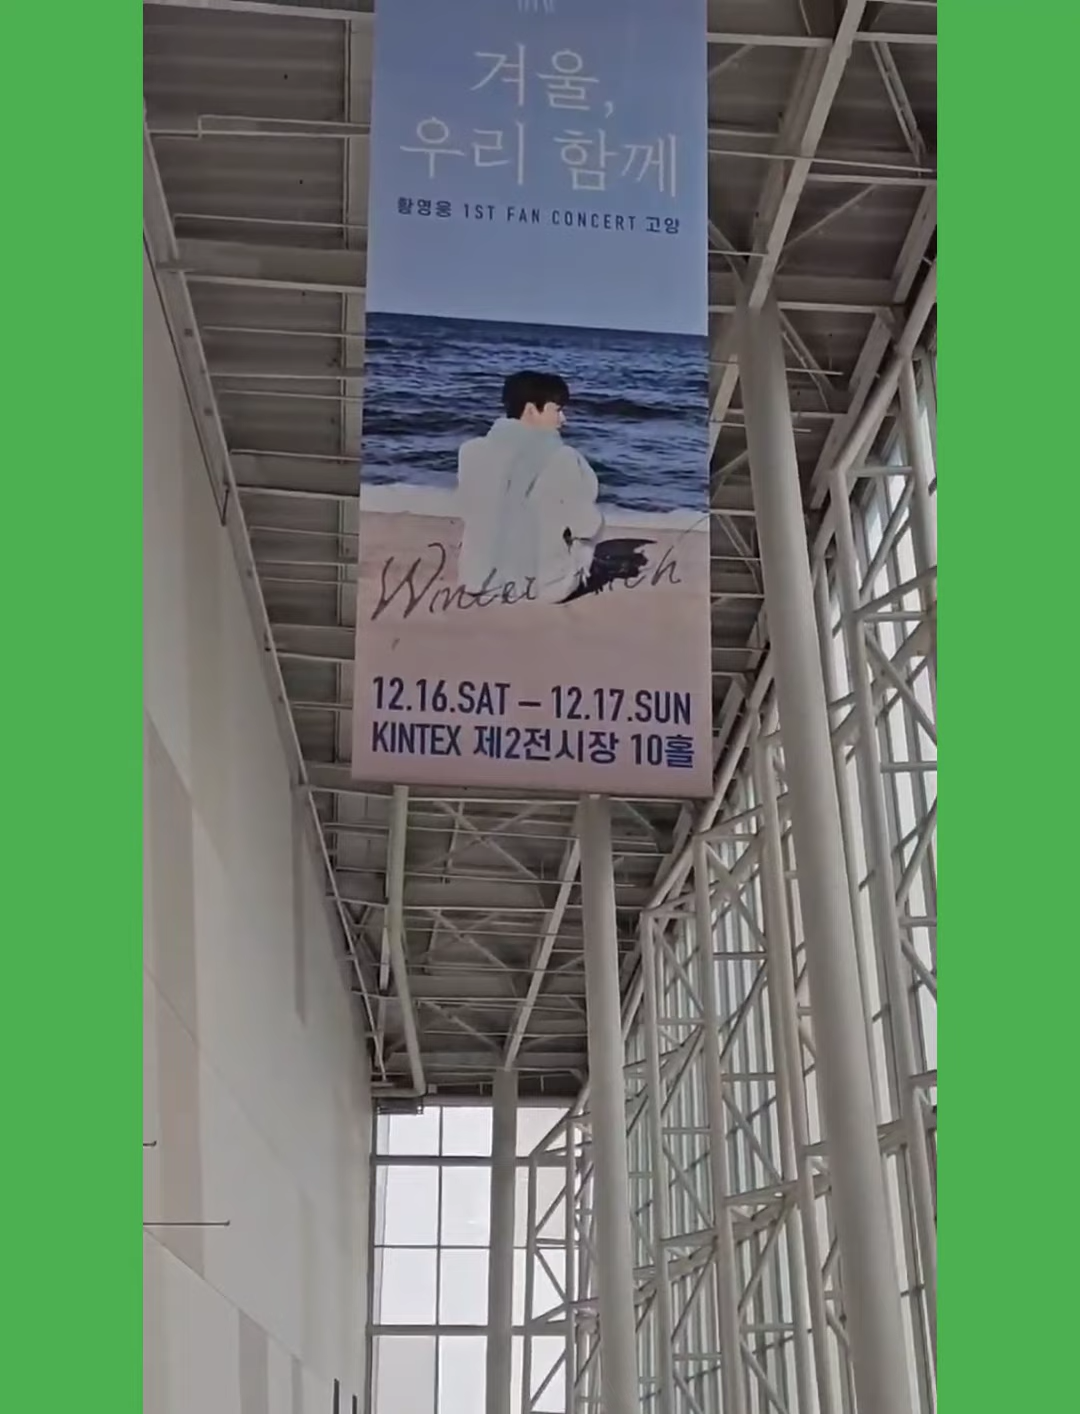 겨울,
우리 함께
황영웅 1ST FAN CONCERT 고양
Winter
12.16.SAT – 12.17.SUN
KINTEX 제2전시장 10홀